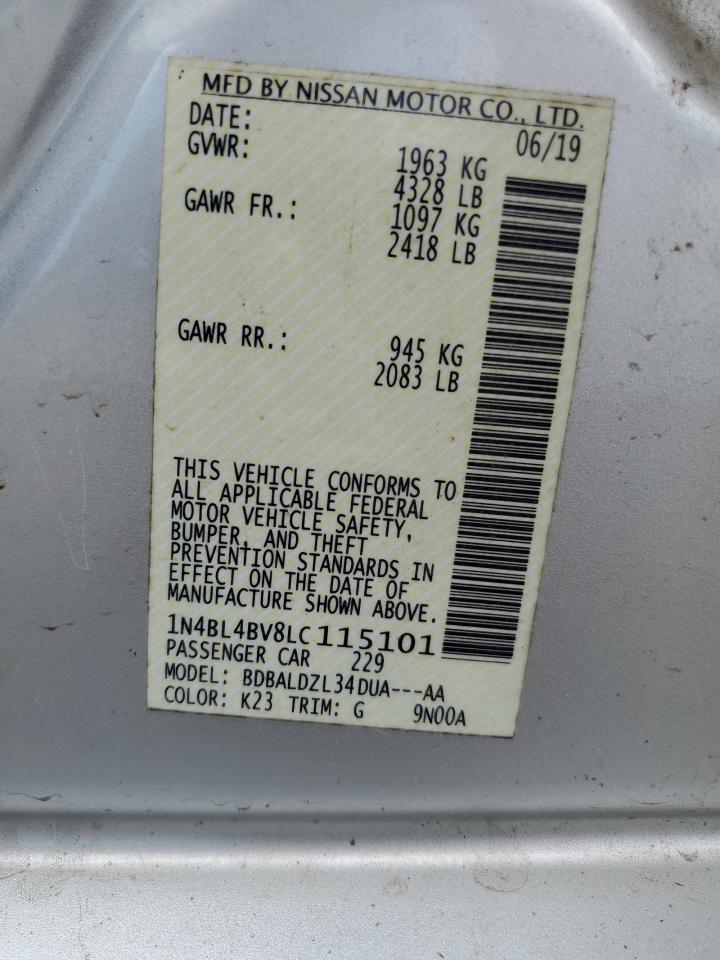 MFD BY NISSAN MOTOR CO., LTD.
DATE: 06/19
GVWR: 1963 KG
4328 LB
GAWR FR.: 1097 KG
2418 LB
GAWR RR.: 945 KG
2083 LB
THIS VEHICLE CONFORMS TO
ALL APPLICABLE FEDERAL
MOTOR VEHICLE SAFETY,
BUMPER, AND THEFT
PREVENTION STANDARDS IN
EFFECT ON THE DATE OF
MANUFACTURE SHOWN ABOVE.
1N4BL4BV8LC115101
PASSENGER CAR 229
MODEL: BDBALDZL34DUA---AA
COLOR: K23 TRIM: G 9N00A